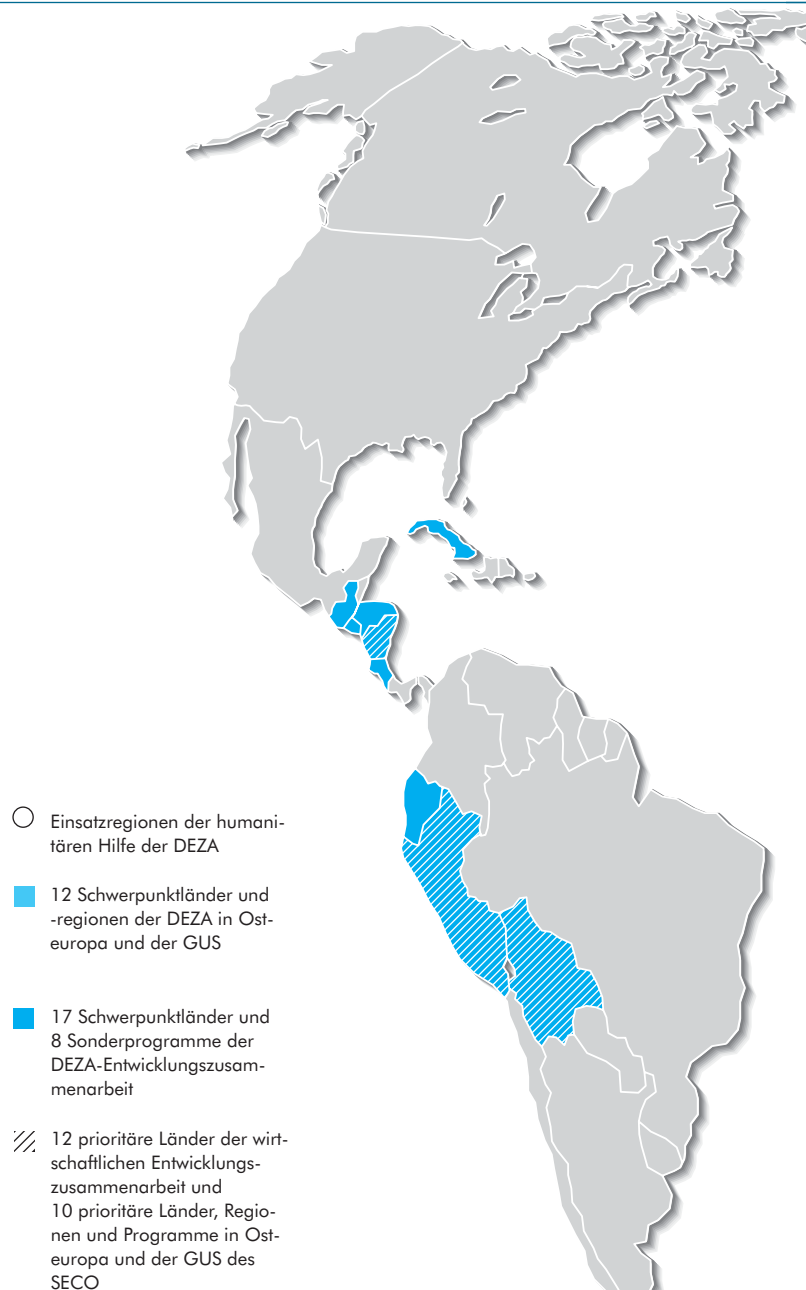 Einsatzregionen der humani-
tären Hilfe der DEZA
12 Schwerpunktländer und
-regionen der DEZA in Ost-
europa und der GUS
17 Schwerpunktländer und
8 Sonderprogramme der
DEZA-Entwicklungszusam-
menarbeit
12 prioritäre Länder der wirt-
schaftlichen Entwicklungs-
zusammenarbeit und
10 prioritäre Länder, Regio-
nen und Programme in Ost-
europa und der GUS des
SECO